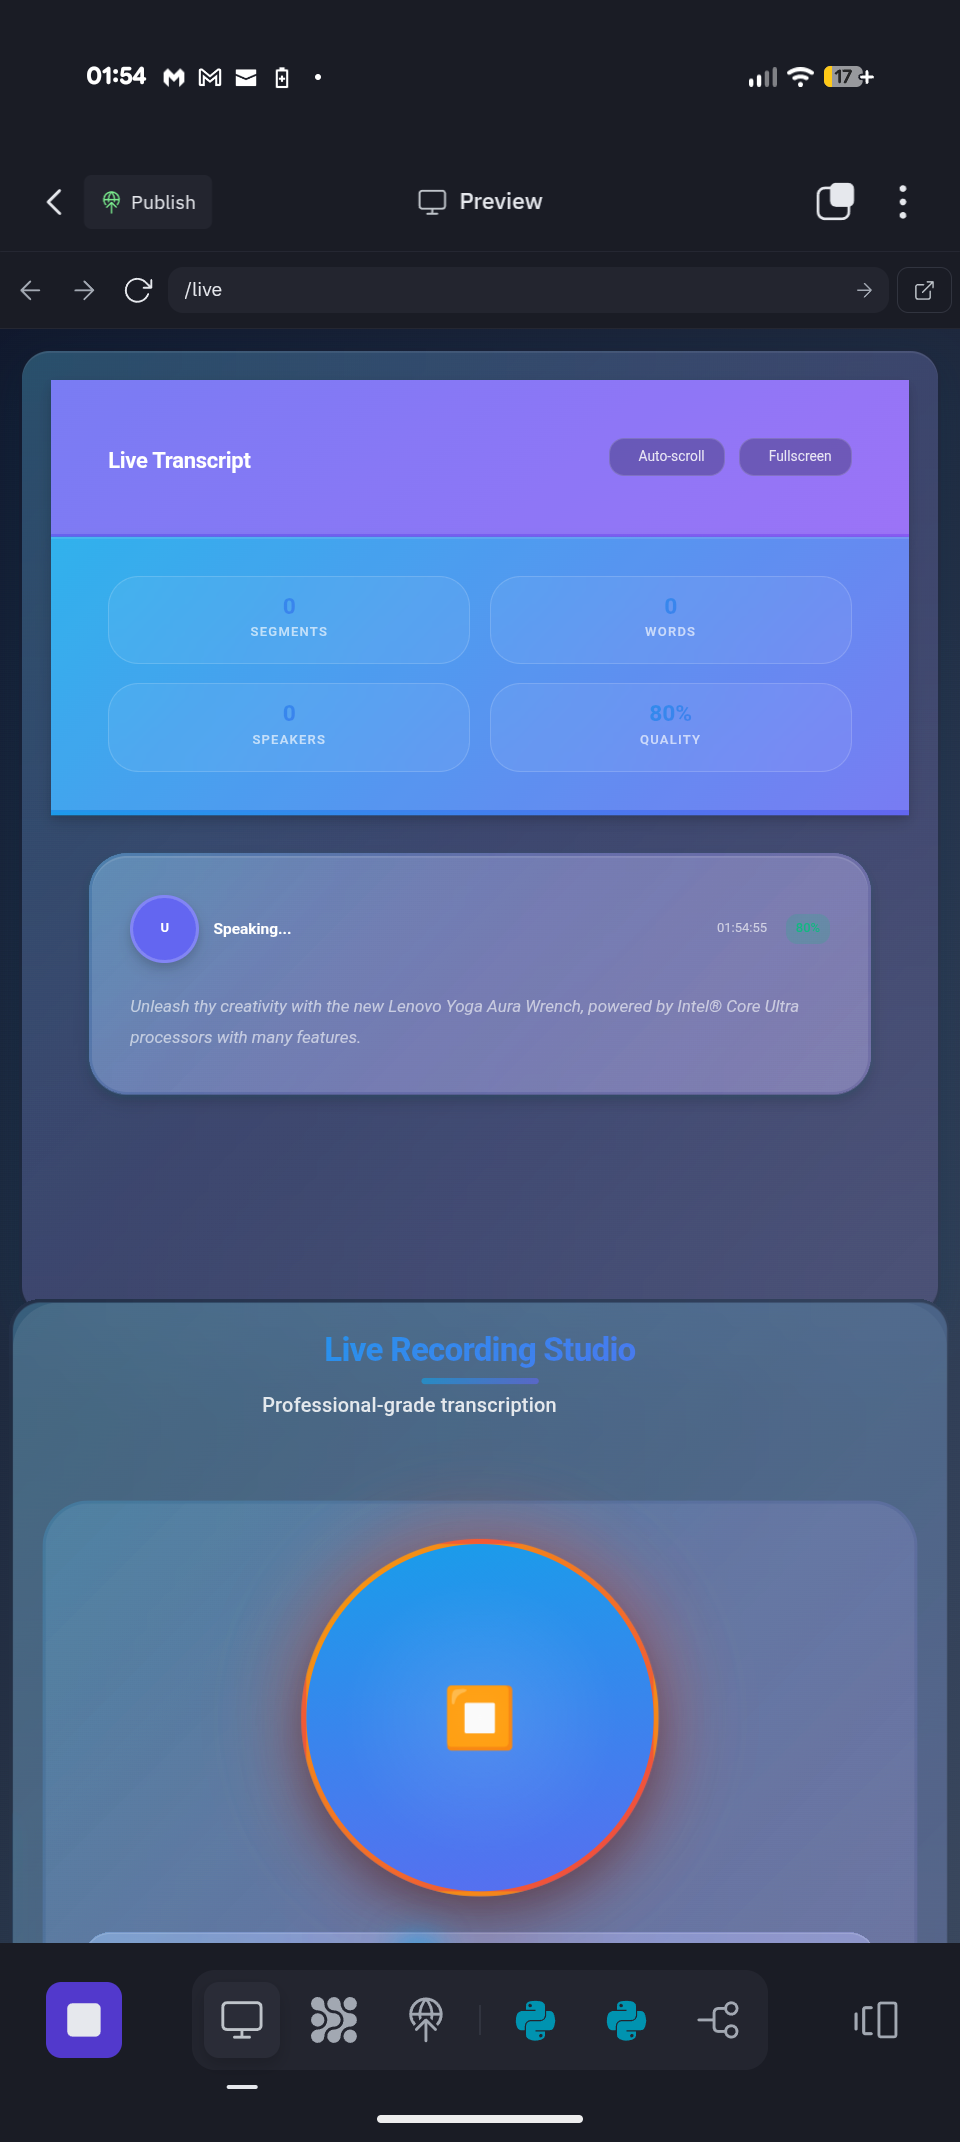 01:54
17
Publish
Preview
/live
Live Transcript
Auto-scroll
Fullscreen
0
SEGMENTS
0
WORDS
0
SPEAKERS
80%
QUALITY
U
Speaking...
01:54:55
80%
Unleash thy creativity with the new Lenovo Yoga Aura Wrench, powered by Intel® Core Ultra
processors with many features.
Live Recording Studio
Professional-grade transcription